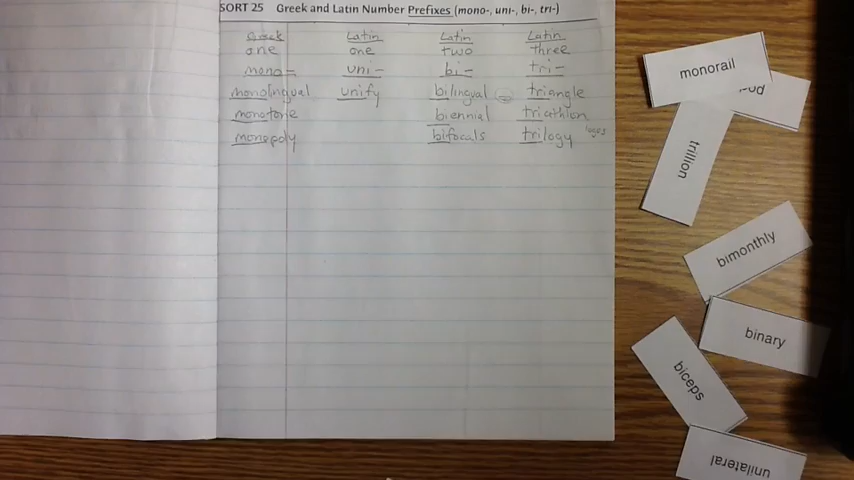 SORT 25 Greek and Latin Number Prefixes (mono-, uni-, bi-, tri-)
Greek Latin Latin Latin
one one two three
mono- uni- bi- tri-
monolingual unify bilingual triangle
monotone biennial triathlon
monopoly bifocals trilogy logos
monorail
trillion
bimonthly
binary
biceps
unilateral